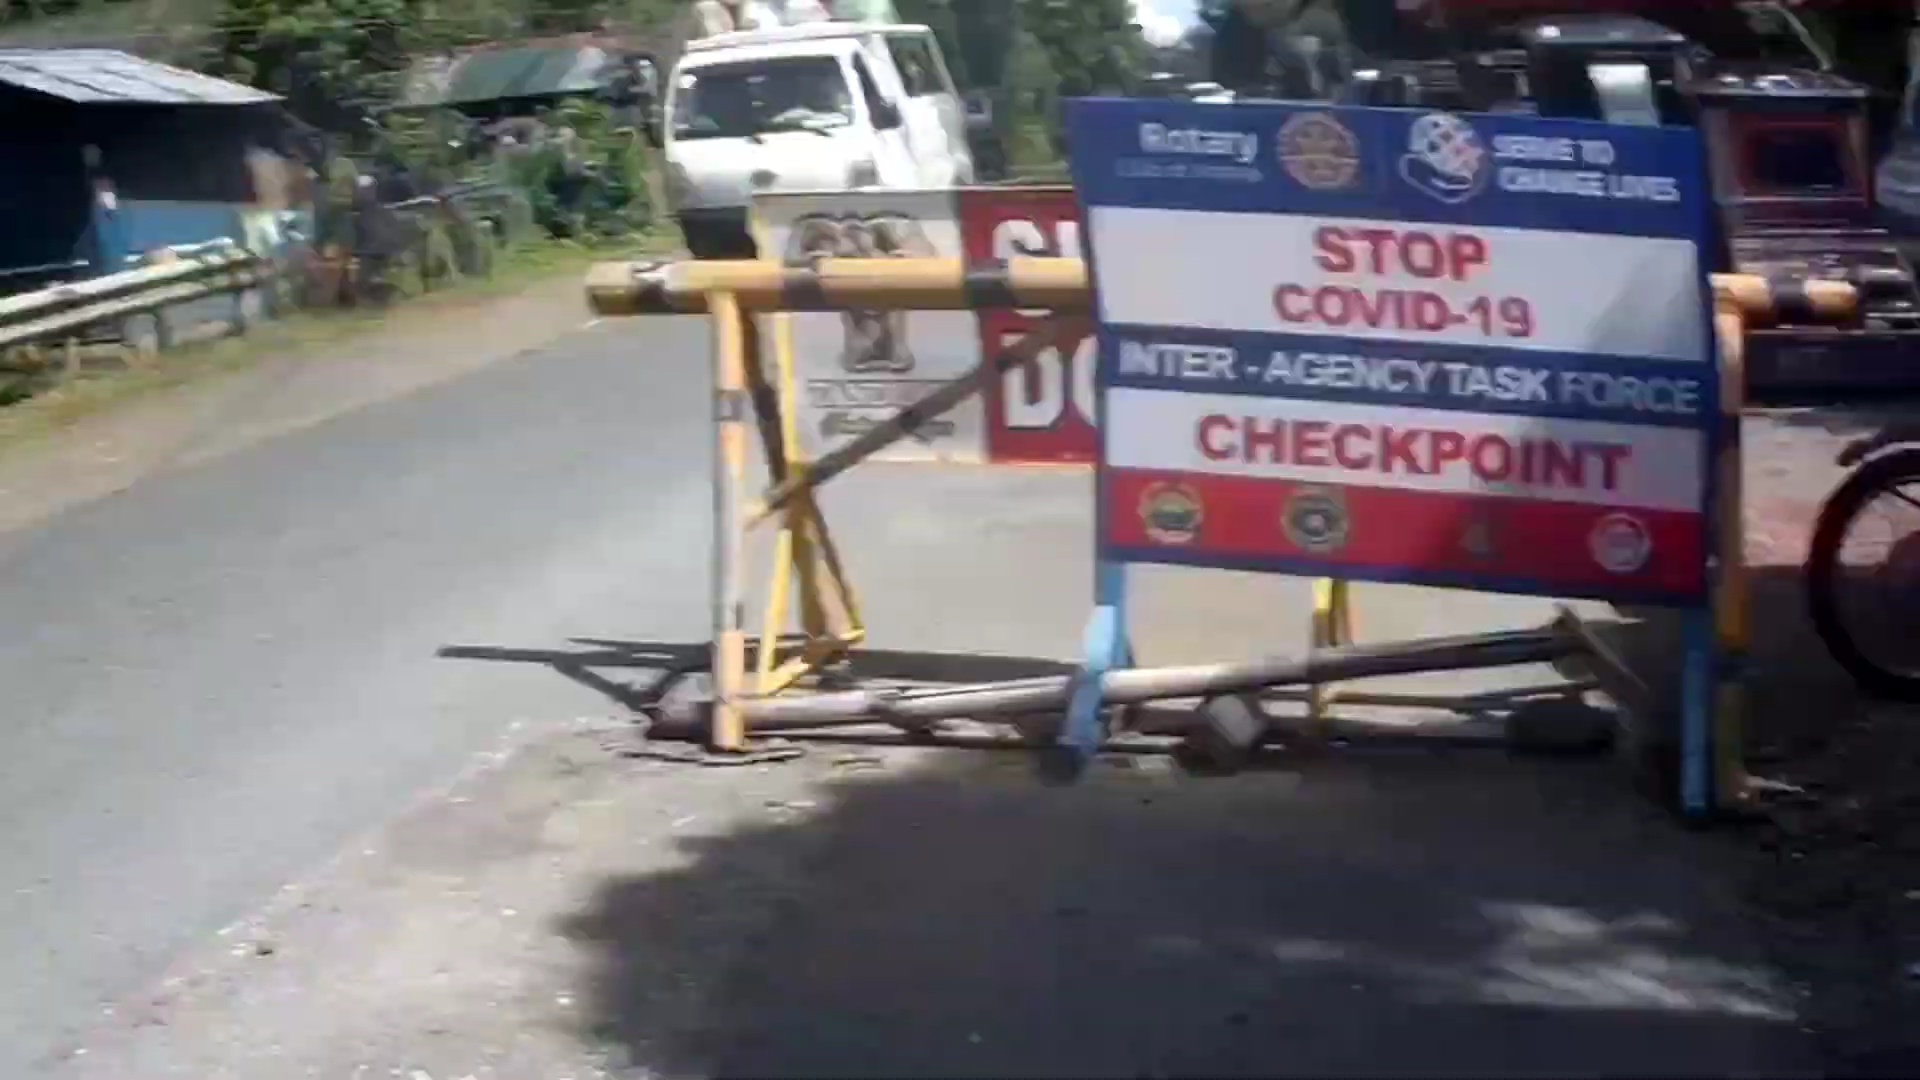 Rotary
SERVE TO
CHANGE LIVES
STOP
COVID-19
INTER - AGENCY TASK FORCE
CHECKPOINT